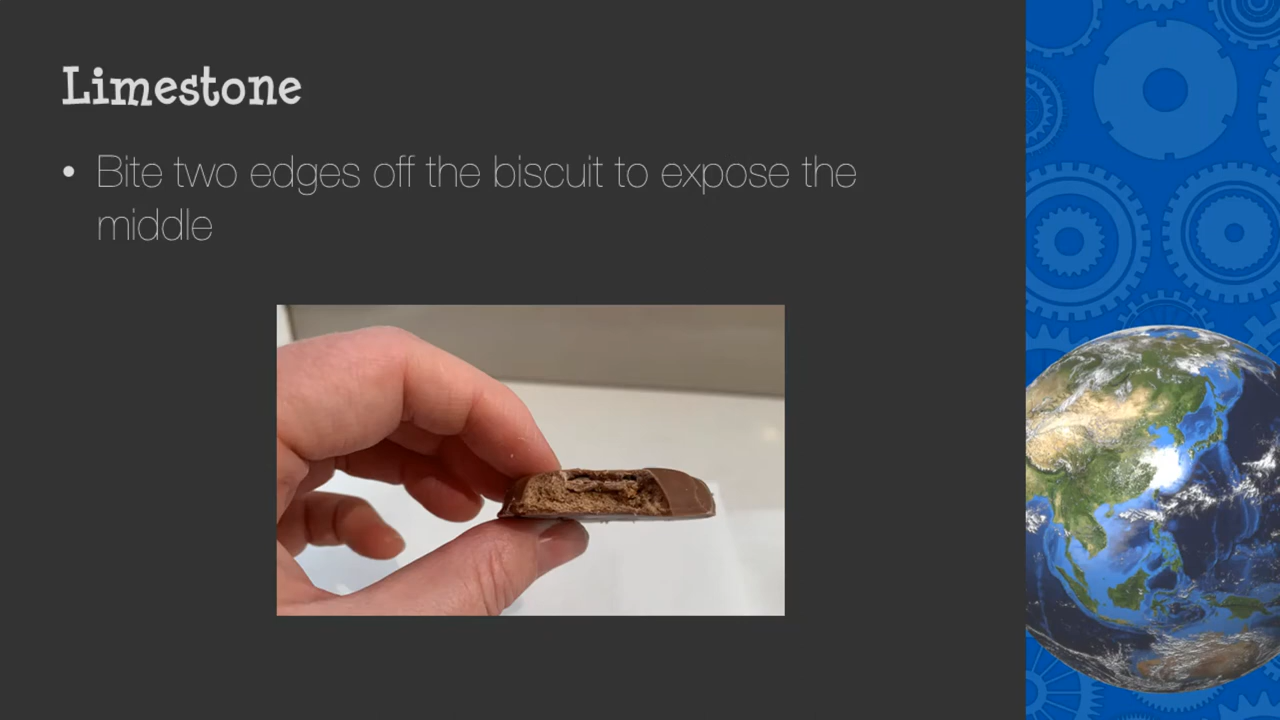 Limestone
• Bite two edges off the biscuit to expose the
middle